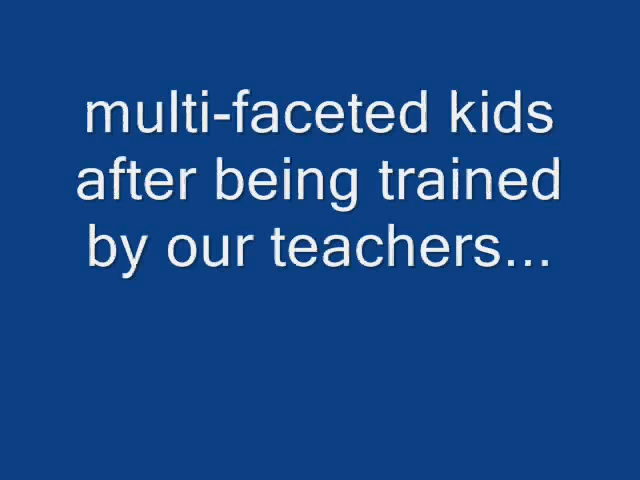 multi-faceted kids
after being trained
by our teachers...